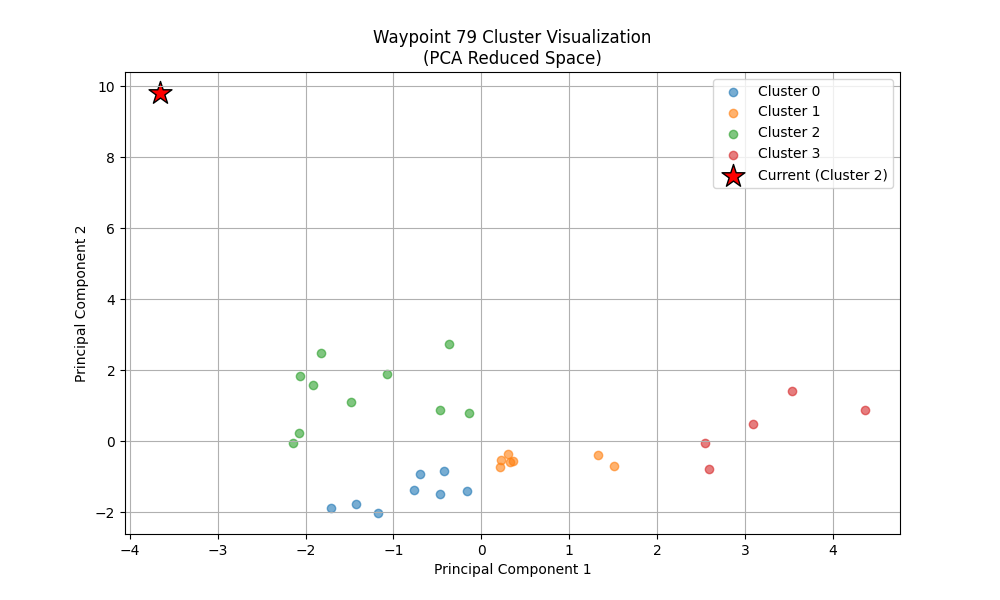 Waypoint 79 Cluster Visualization
(PCA Reduced Space)
Cluster 0
Cluster 1
Cluster 2
Cluster 3
Current (Cluster 2)
Principal Component 2
10
8
6
4
2
0
−2
−4
−3
−2
−1
0
1
2
3
4
Principal Component 1